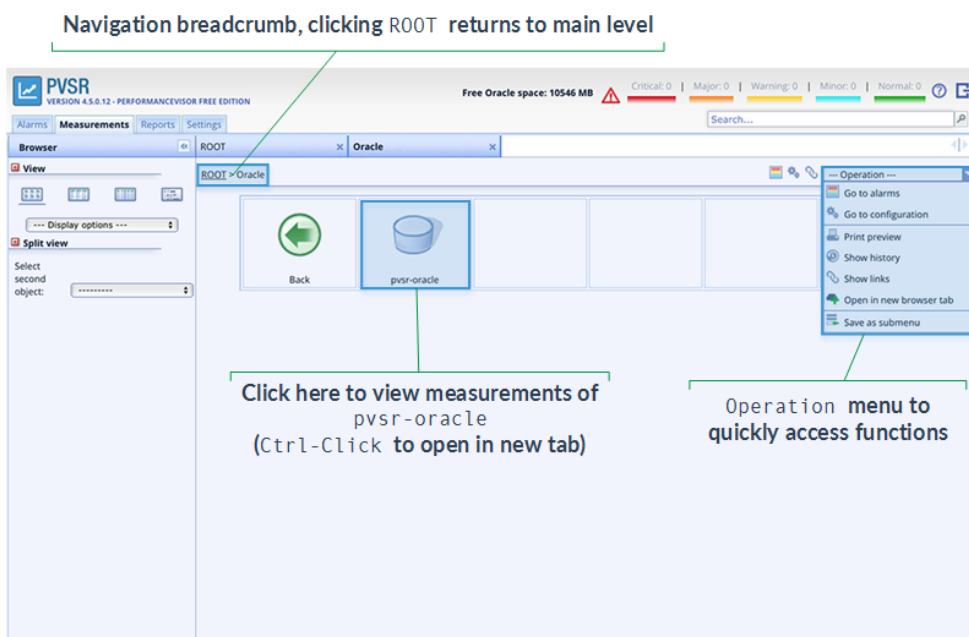 Navigation breadcrumb, clicking ROOT returns to main level
PVSR
VERSION 4.5.0.12 - PERFORMANCEVISOR FREE EDITION
Free Oracle space: 10546 MB
Critical: 0 | Major: 0 | Warning: 0 | Minor: 0 | Normal: 0
Alarms Measurements Reports Settings
Search...
Browser
ROOT
Oracle
View
ROOT > Oracle
--- Operation ---
Go to alarms
Go to configuration
Print preview
Show history
Show links
Open in new browser tab
Save as submenu
--- Display options ---
Split view
Select
second
object:
---------
Back
pvsr-oracle
Click here to view measurements of
pvsr-oracle
(Ctrl-Click to open in new tab)
Operation menu to
quickly access functions